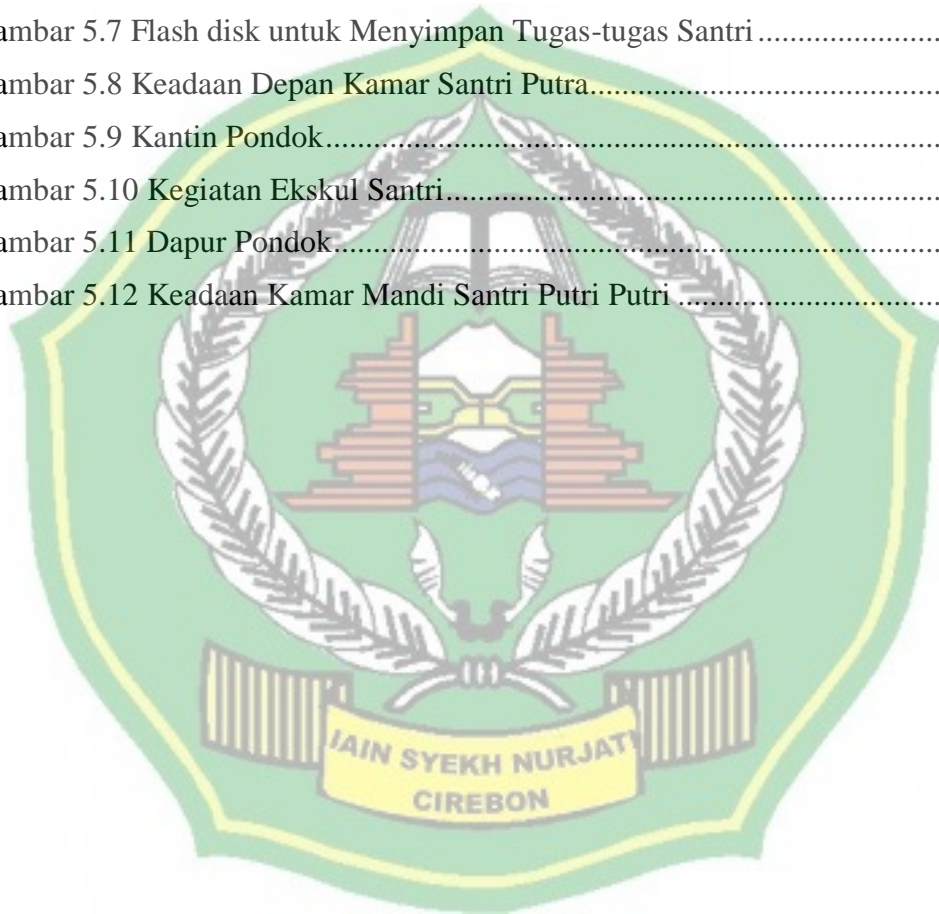 ambar 5.7 Flash disk untuk Menyimpan Tugas-tugas Santri........................
ambar 5.8 Keadaan Depan Kamar Santri Putra................................................
ambar 5.9 Kantin Pondok................................................................................
ambar 5.10 Kegiatan Ekskul Santri................................................................
ambar 5.11 Dapur Pondok..............................................................................
ambar 5.12 Keadaan Kamar Mandi Santri Putri Putri ....................................
IAIN SYEKH NURJATI
CIREBON